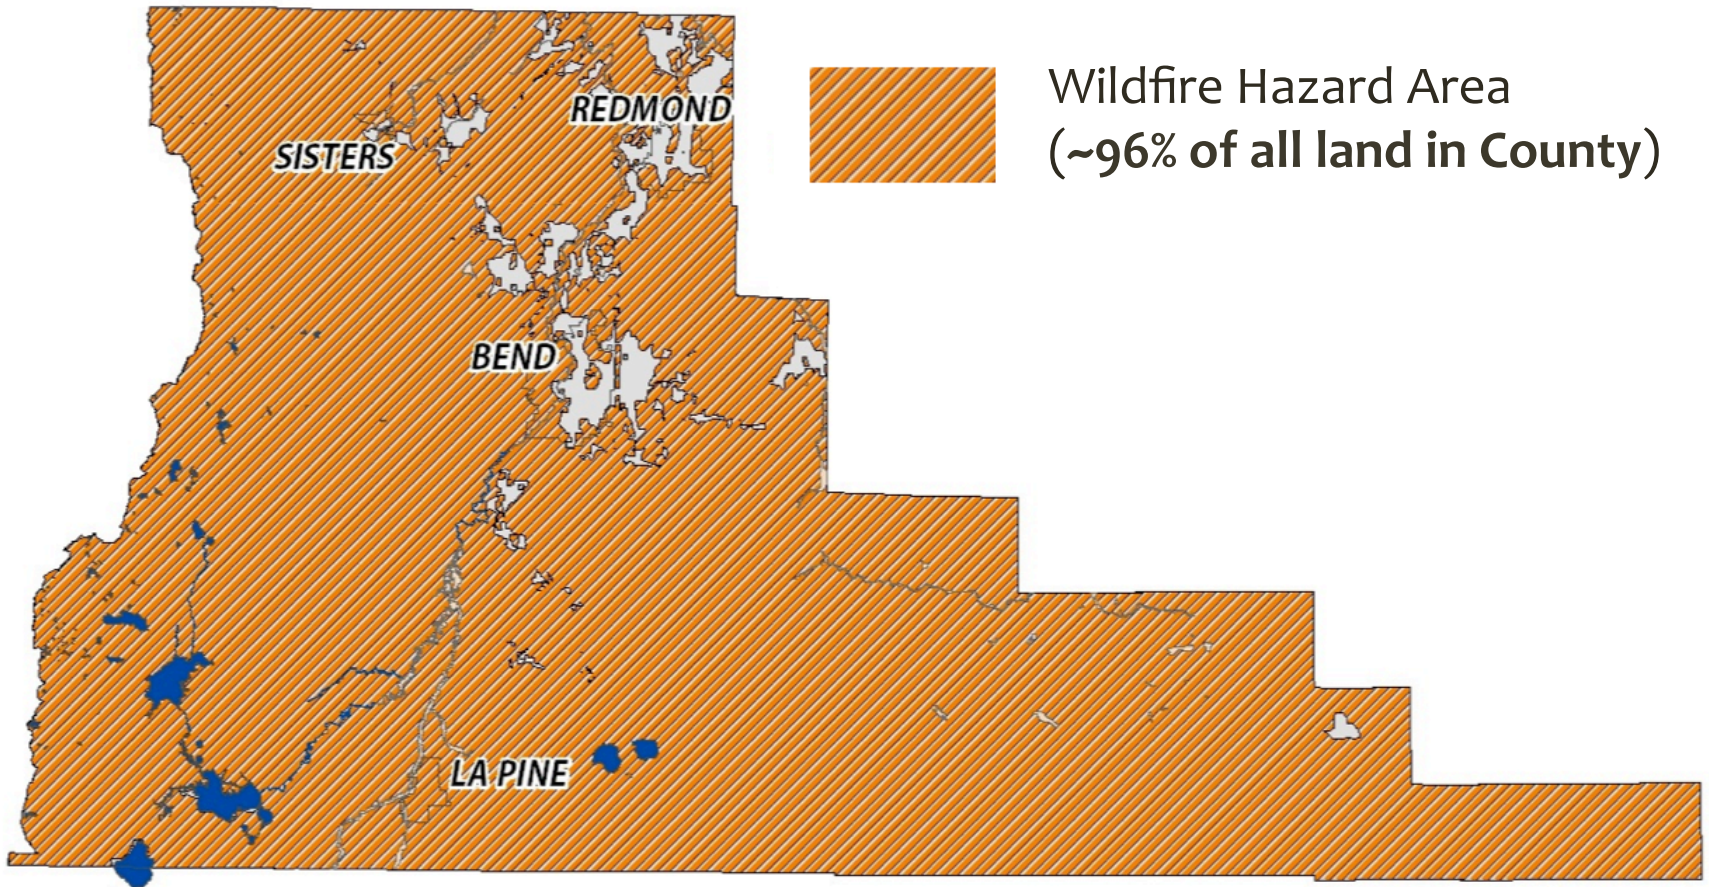 Wildfire Hazard Area
(~96% of all land in County)
REDMOND
SISTERS
BEND
LA PINE